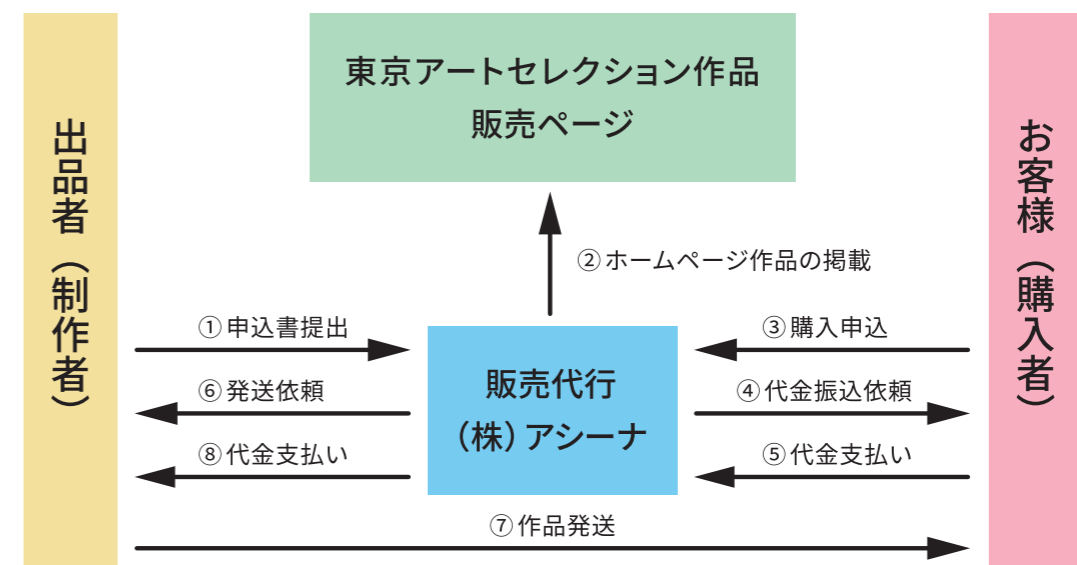 東京アートセレクション作品
販売ページ
出品者（制作者）
お客様（購入者）
②ホームページ作品の掲載
①申込書提出
③購入申込
販売代行
（株）アシーナ
⑥発送依頼
④代金振込依頼
⑧代金支払い
⑤代金支払い
⑦作品発送